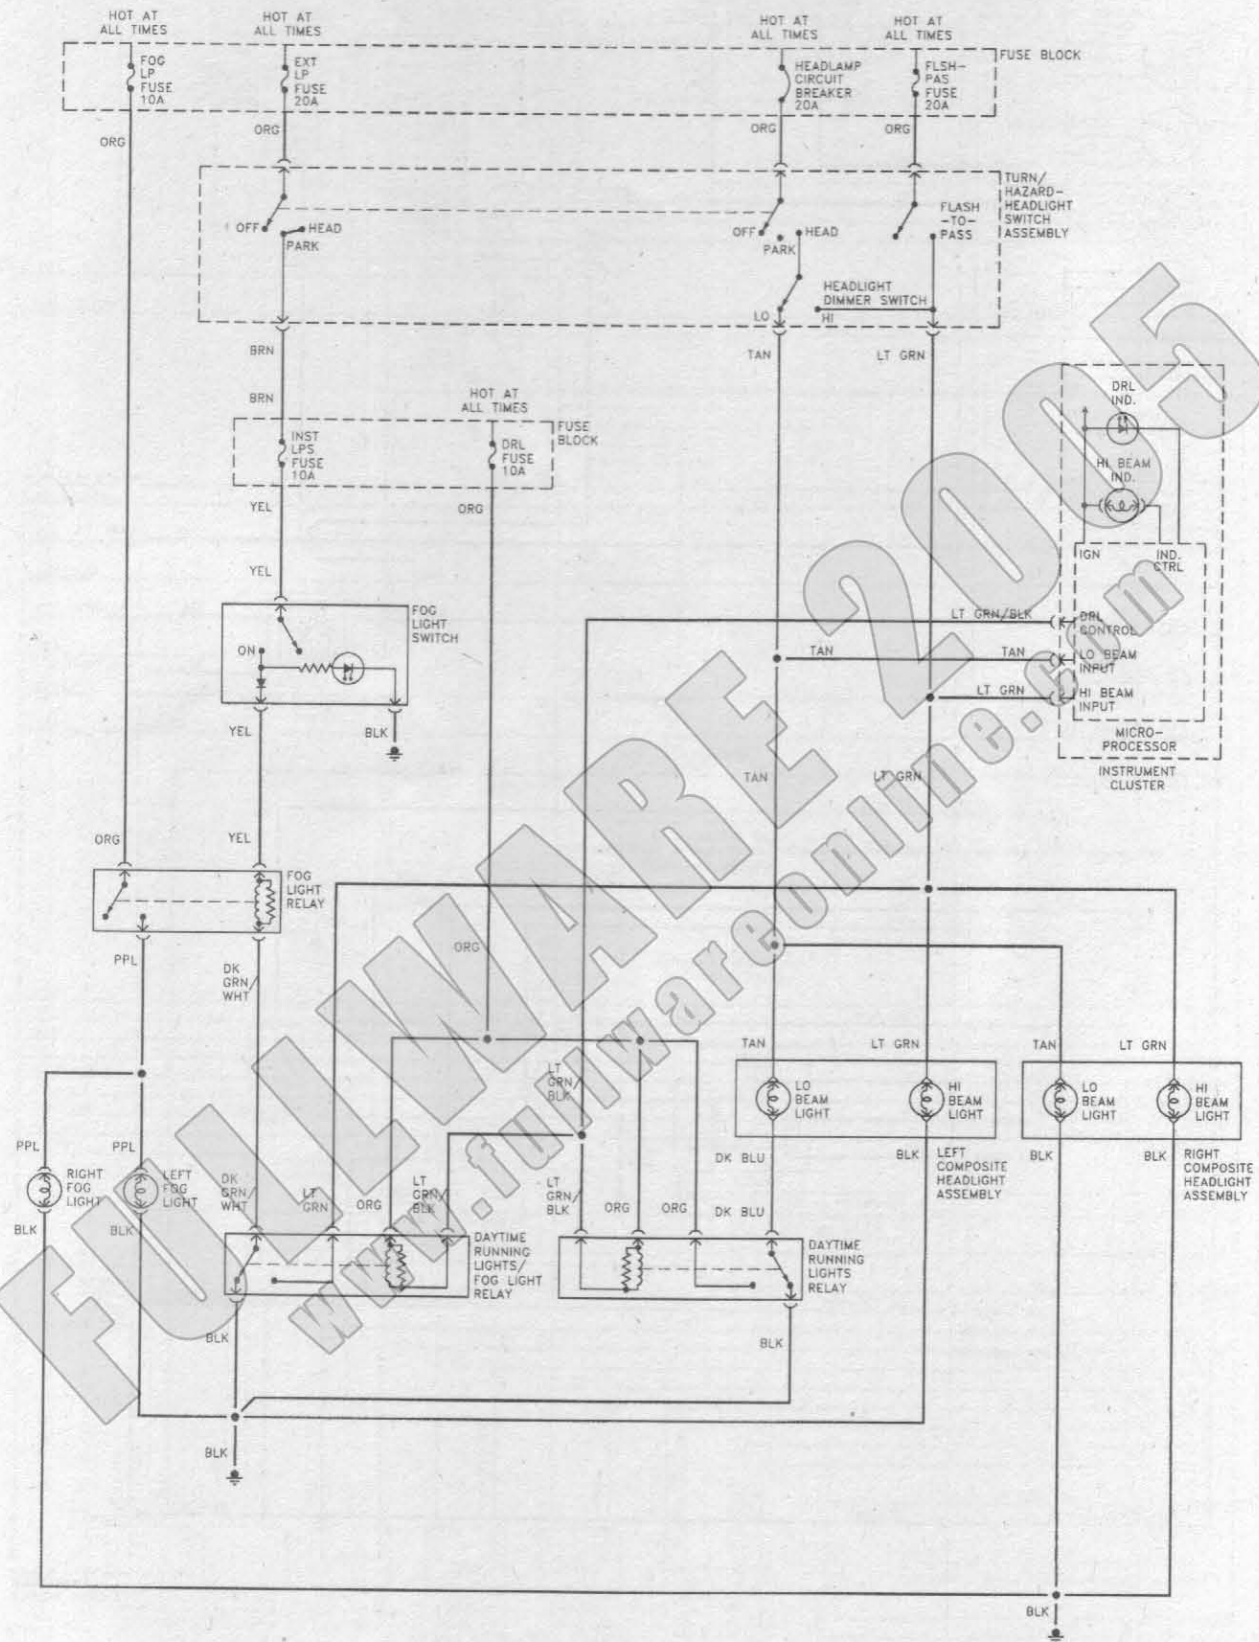 HOT AT
ALL TIMES
HOT AT
ALL TIMES
HOT AT
ALL TIMES
HOT AT
ALL TIMES
FUSE BLOCK
FOG
LP
FUSE
10A
EXT
LP
FUSE
20A
HEADLAMP
CIRCUIT
BREAKER
20A
FLSH-
PAS
FUSE
20A
ORG
ORG
ORG
ORG
TURN/
HAZARD-
HEADLIGHT
SWITCH
ASSEMBLY
OFF
HEAD
PARK
OFF
HEAD
PARK
FLASH
-TO-
PASS
HEADLIGHT
DIMMER SWITCH
LO
HI
BRN
TAN
LT GRN
BRN
HOT AT
ALL TIMES
FUSE
BLOCK
INST
LPS
FUSE
10A
DRL
FUSE
10A
YEL
ORG
YEL
DRL
IND.
HI BEAM
IND.
IGN
IND.
CTRL
FOG
LIGHT
SWITCH
ON
LT GRN/BLK
DRL
CONTROL
TAN
TAN
LO BEAM
INPUT
LT GRN
HI BEAM
INPUT
MICRO-
PROCESSOR
INSTRUMENT
CLUSTER
YEL
BLK
TAN
LT GRN
ORG
YEL
FOG
LIGHT
RELAY
PPL
DK
GRN/
WHT
ORG
LT
GRN/
BLK
TAN
LT GRN
TAN
LT GRN
LO
BEAM
LIGHT
HI
BEAM
LIGHT
LO
BEAM
LIGHT
HI
BEAM
LIGHT
PPL
PPL
DK BLU
BLK
LEFT
COMPOSITE
HEADLIGHT
ASSEMBLY
BLK
BLK
RIGHT
COMPOSITE
HEADLIGHT
ASSEMBLY
RIGHT
FOG
LIGHT
LEFT
FOG
LIGHT
DK
GRN/
WHT
LT
GRN
ORG
LT
GRN/
BLK
LT
GRN/
BLK
ORG
ORG
DK BLU
BLK
BLK
DAYTIME
RUNNING
LIGHTS/
FOG LIGHT
RELAY
DAYTIME
RUNNING
LIGHTS
RELAY
BLK
BLK
BLK
BLK
FULLWARE 2005
www.fullwareonline.com